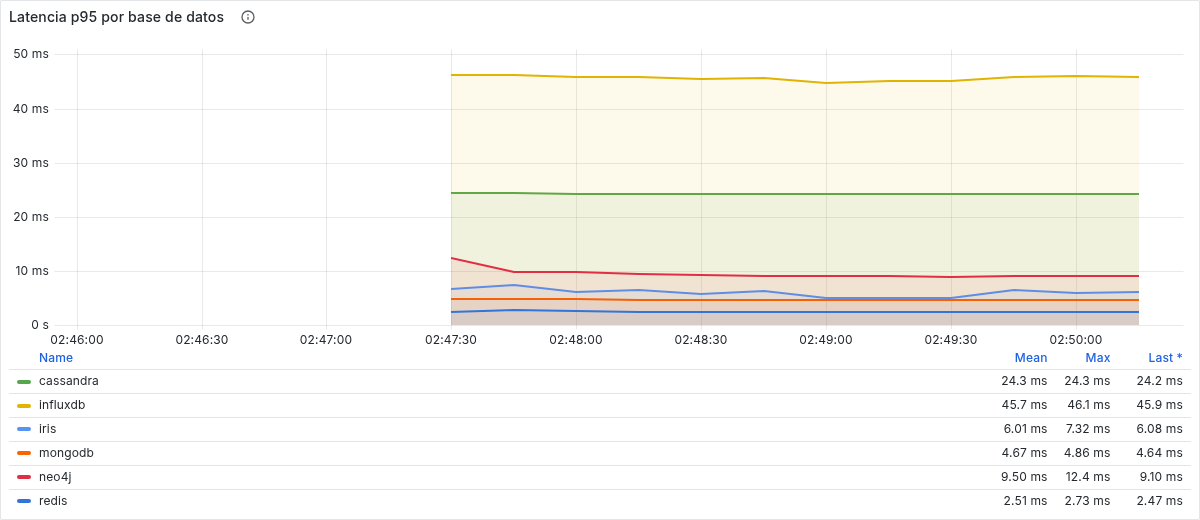 Latencia p95 por base de datos
50 ms
40 ms
30 ms
20 ms
10 ms
0 s
02:46:00 02:46:30 02:47:00 02:47:30 02:48:00 02:48:30 02:49:00 02:49:30 02:50:00
Name Mean Max Last *
cassandra 24.3 ms 24.3 ms 24.2 ms
influxdb 45.7 ms 46.1 ms 45.9 ms
iris 6.01 ms 7.32 ms 6.08 ms
mongodb 4.67 ms 4.86 ms 4.64 ms
neo4j 9.50 ms 12.4 ms 9.10 ms
redis 2.51 ms 2.73 ms 2.47 ms